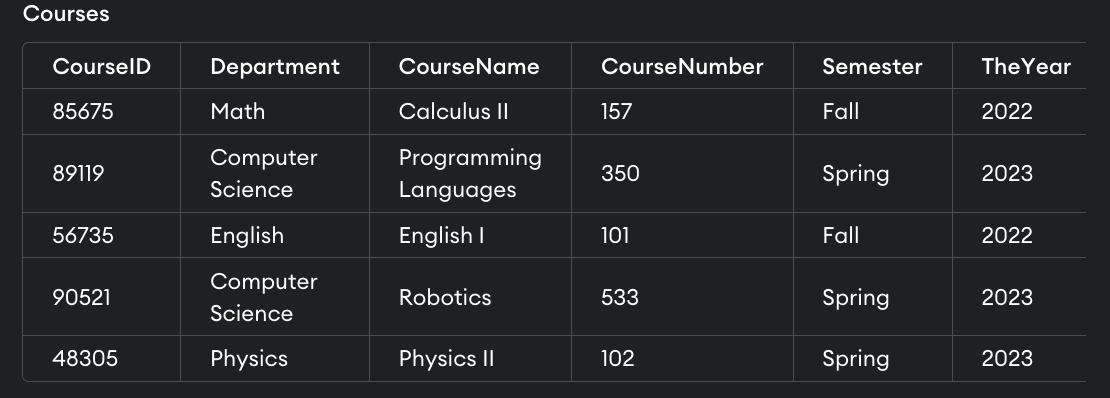 Courses
CourseID Department CourseName CourseNumber Semester TheYear
85675 Math Calculus II 157 Fall 2022
89119 Computer Science Programming Languages 350 Spring 2023
56735 English English I 101 Fall 2022
90521 Computer Science Robotics 533 Spring 2023
48305 Physics Physics II 102 Spring 2023